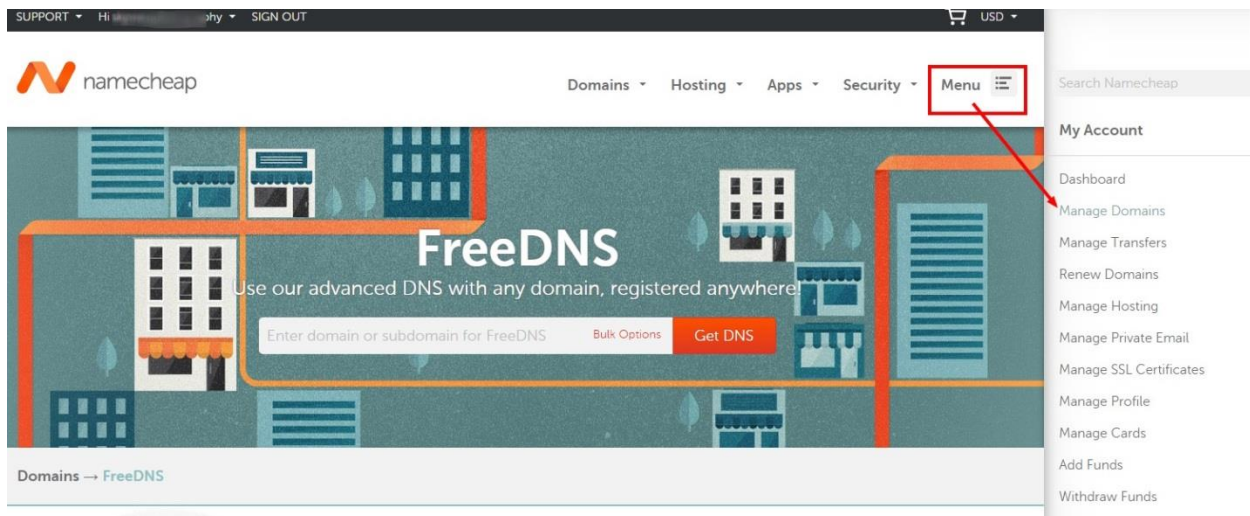 SUPPORT Hi SIGN OUT USD
namecheap
Domains Hosting Apps Security Menu
FreeDNS
Use our advanced DNS with any domain, registered anywhere!
Enter domain or subdomain for FreeDNS Bulk Options Get DNS
Domains → FreeDNS
Search Namecheap
My Account
Dashboard
Manage Domains
Manage Transfers
Renew Domains
Manage Hosting
Manage Private Email
Manage SSL Certificates
Manage Profile
Manage Cards
Add Funds
Withdraw Funds